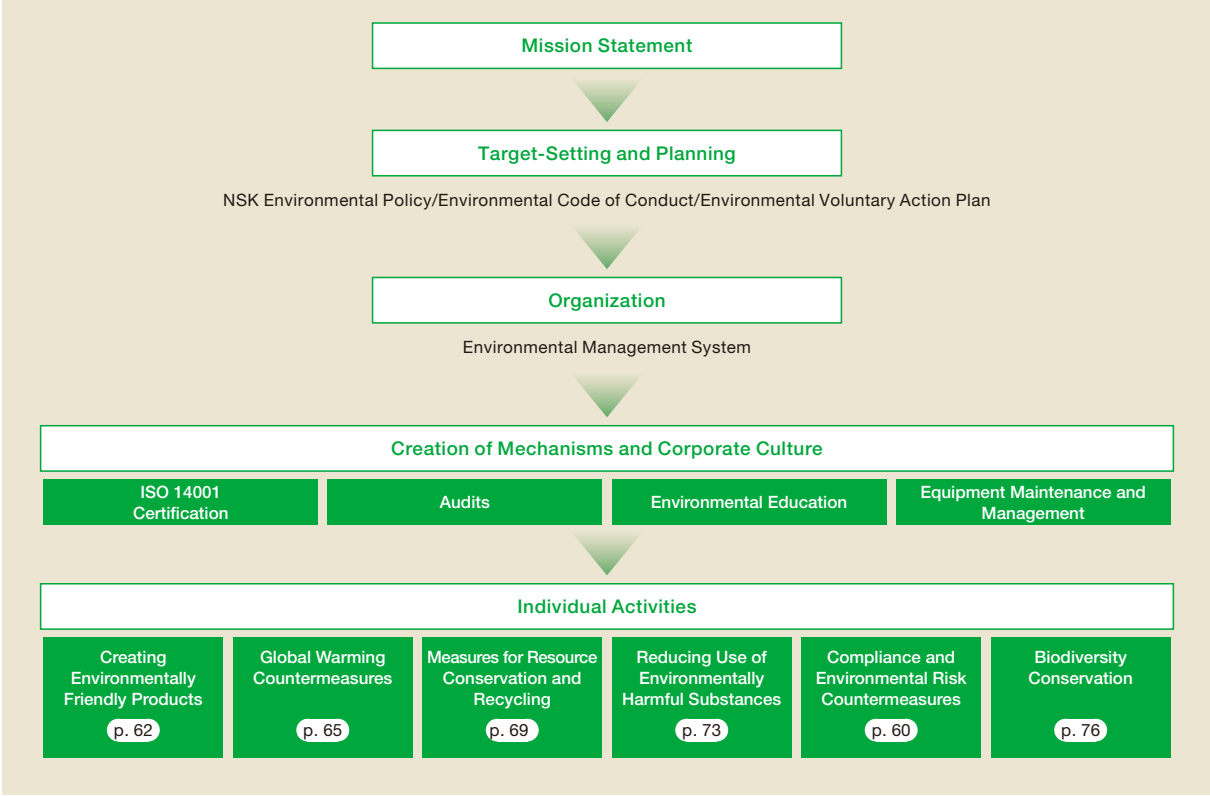 Mission Statement
Target-Setting and Planning
NSK Environmental Policy/Environmental Code of Conduct/Environmental Voluntary Action Plan
Organization
Environmental Management System
Creation of Mechanisms and Corporate Culture
ISO 14001
Certification
Audits
Environmental Education
Equipment Maintenance and
Management
Individual Activities
Creating
Environmentally
Friendly Products
p. 62
Global Warming
Countermeasures
p. 65
Measures for Resource
Conservation and
Recycling
p. 69
Reducing Use of
Environmentally
Harmful Substances
p. 73
Compliance and
Environmental Risk
Countermeasures
p. 60
Biodiversity
Conservation
p. 76